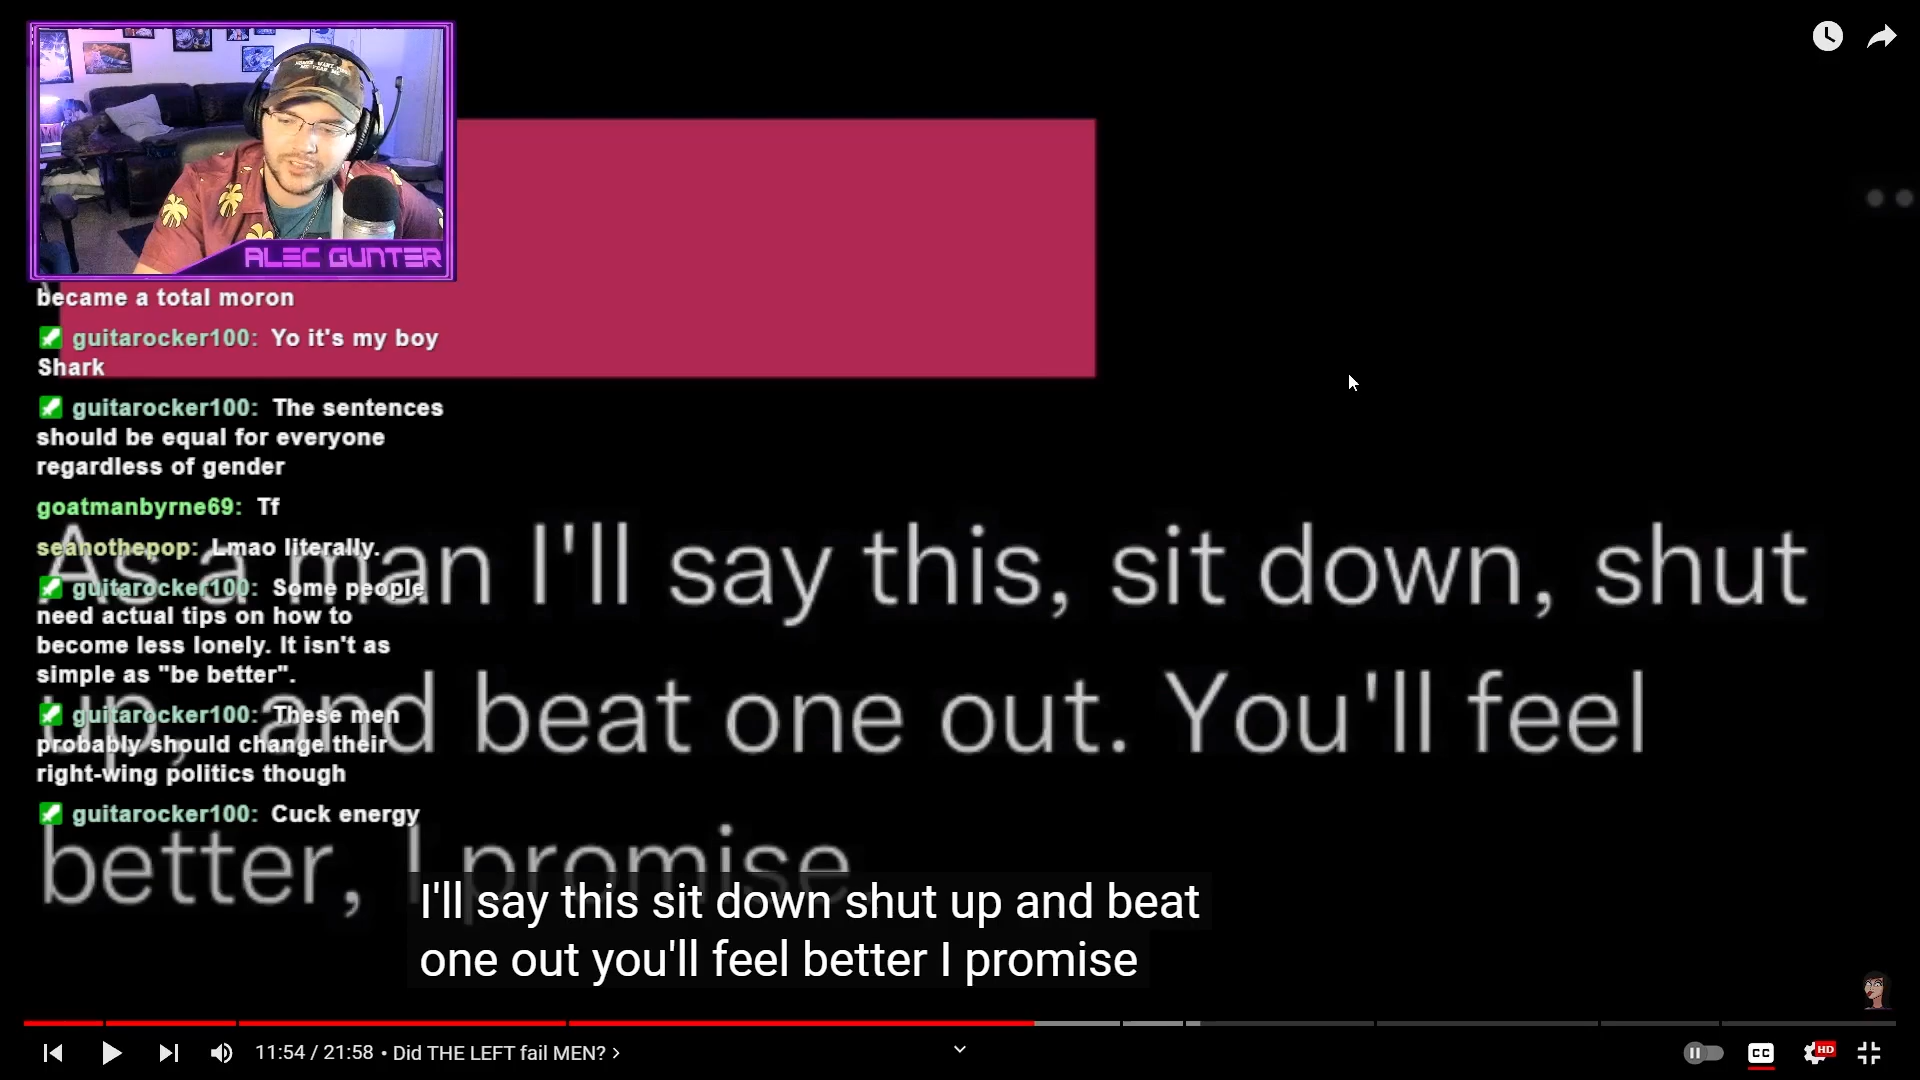 ALEC GUNTER
became a total moron
guitarocker100: Yo it's my boy
Shark
guitarocker100: The sentences
should be equal for everyone
regardless of gender
goatmanbyrne69: Tf
seanothepop: Lmao literally.
guitarocker100: Some people
need actual tips on how to
become less lonely. It isn't as
simple as "be better".
guitarocker100: These men
probably should change their
right-wing politics though
guitarocker100: Cuck energy
As a man I'll say this, sit down, shut
up, and beat one out. You'll feel
better, I promise
I'll say this sit down shut up and beat
one out you'll feel better I promise
11:54 / 21:58 • Did THE LEFT fail MEN? ›
CC
HD